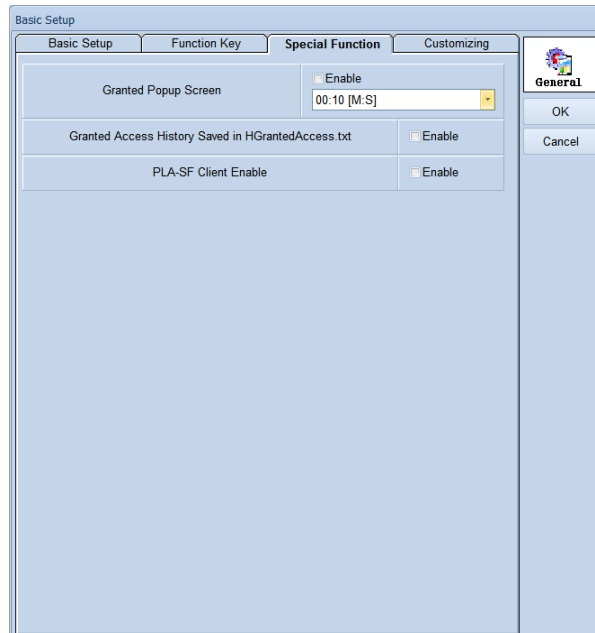 Basic Setup
Basic Setup Function Key Special Function Customizing
General
Granted Popup Screen
Enable
00:10 [M:S]
OK
Granted Access History Saved in HGrantedAccess.txt Enable
Cancel
PLA-SF Client Enable Enable